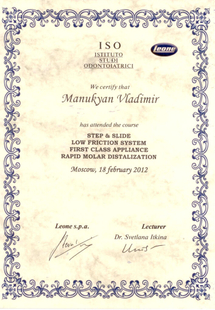 ISO
ISTITUTO
STUDI
ODONTOIATRICI
Leone
We certify that
Manukyan Vladimir
has attended the course
STEP & SLIDE
LOW FRICTION SYSTEM
FIRST CLASS APPLIANCE
RAPID MOLAR DISTALIZATION
Moscow, 18 february 2012
Leone s.p.a.
Lecturer
Dr. Svetlana Itkina